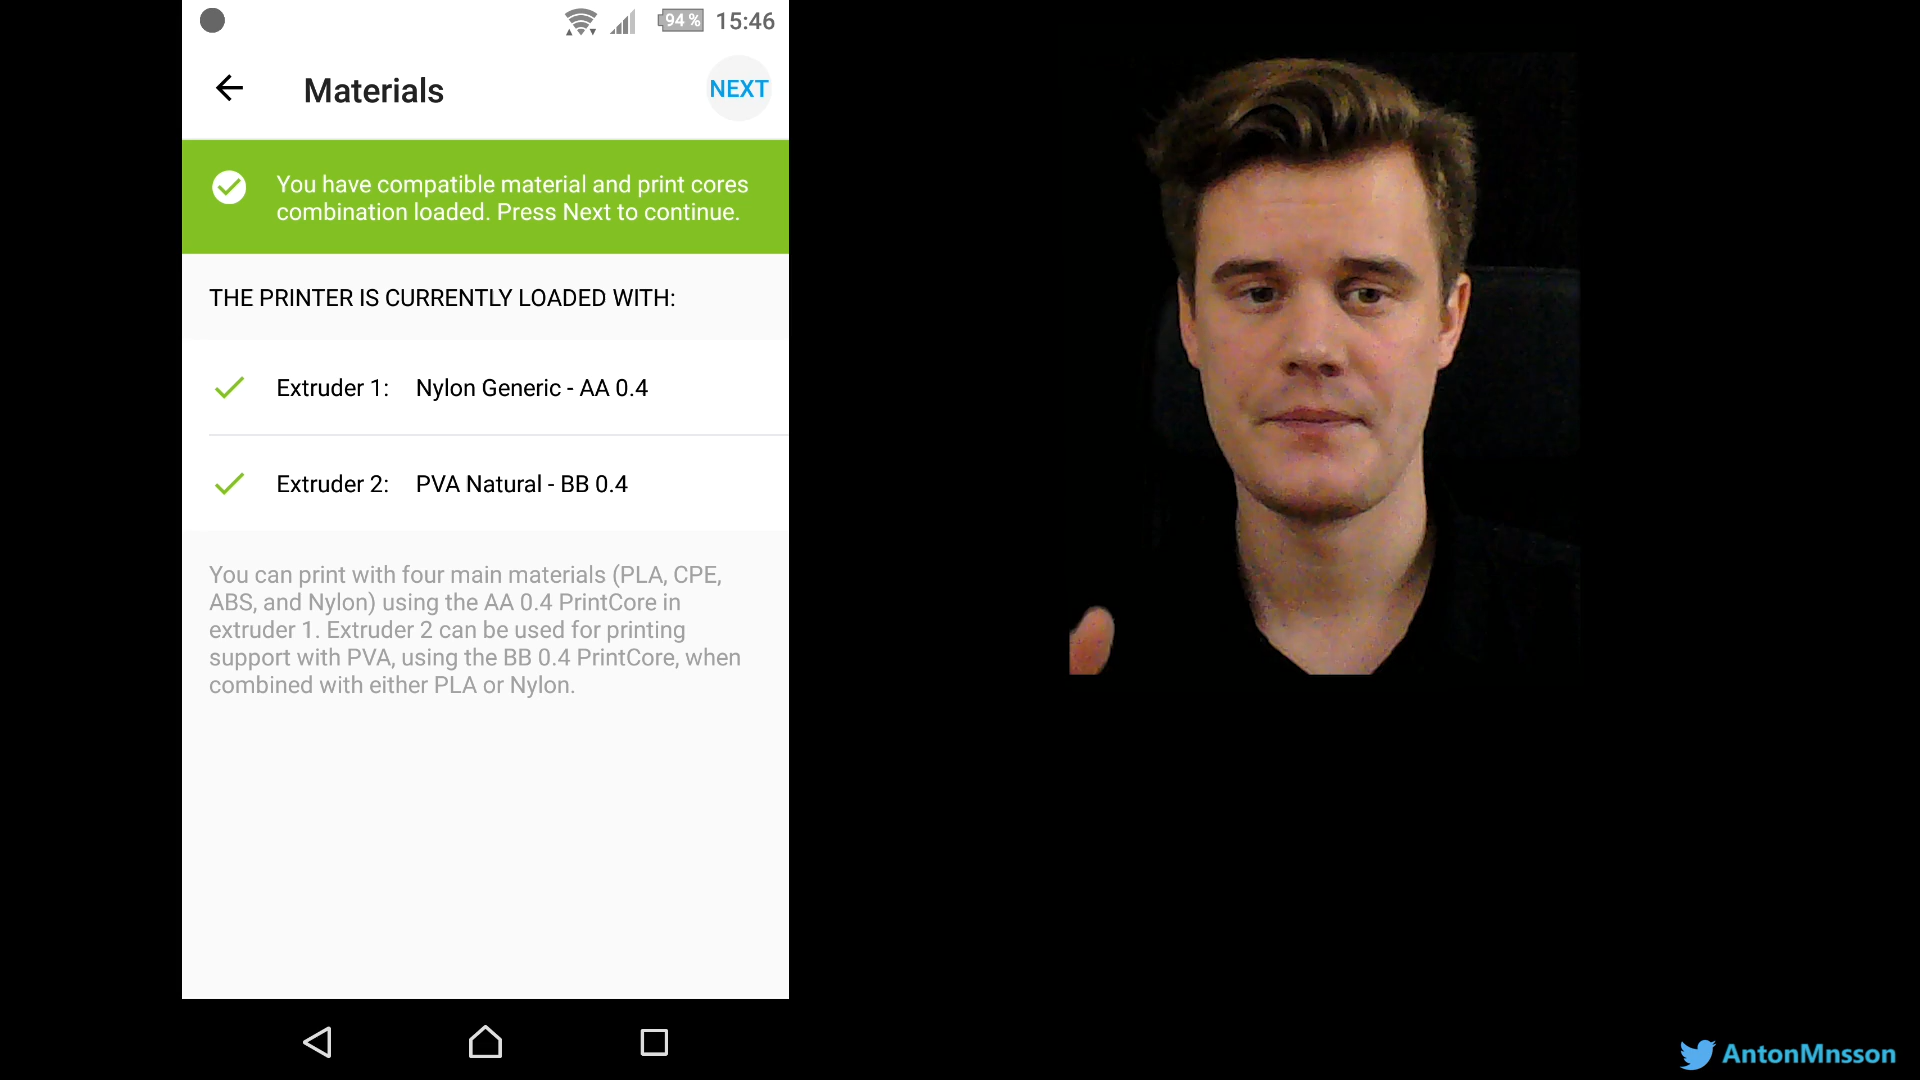 94 % 15:46
Materials NEXT
You have compatible material and print cores
combination loaded. Press Next to continue.
THE PRINTER IS CURRENTLY LOADED WITH:
Extruder 1: Nylon Generic - AA 0.4
Extruder 2: PVA Natural - BB 0.4
You can print with four main materials (PLA, CPE,
ABS, and Nylon) using the AA 0.4 PrintCore in
extruder 1. Extruder 2 can be used for printing
support with PVA, using the BB 0.4 PrintCore, when
combined with either PLA or Nylon.
AntonMnsson